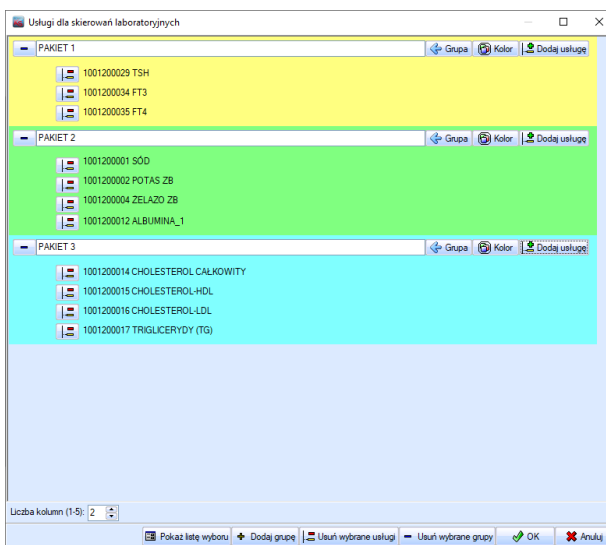 Usługi dla skierowań laboratoryjnych
PAKIET 1 Grupa Kolor Dodaj usługę
1001200029 TSH
1001200034 FT3
1001200035 FT4
PAKIET 2 Grupa Kolor Dodaj usługę
1001200001 SÓD
1001200002 POTAS ZB
1001200004 ŻELAZO ZB
1001200012 ALBUMINA_1
PAKIET 3 Grupa Kolor Dodaj usługę
1001200014 CHOLESTEROL CAŁKOWITY
1001200015 CHOLESTEROL-HDL
1001200016 CHOLESTEROL-LDL
1001200017 TRIGLICERYDY (TG)
Liczba kolumn (1-5): 2
Pokaż listę wyboru Dodaj grupę Usuń wybrane usługi Usuń wybrane grupy OK Anuluj